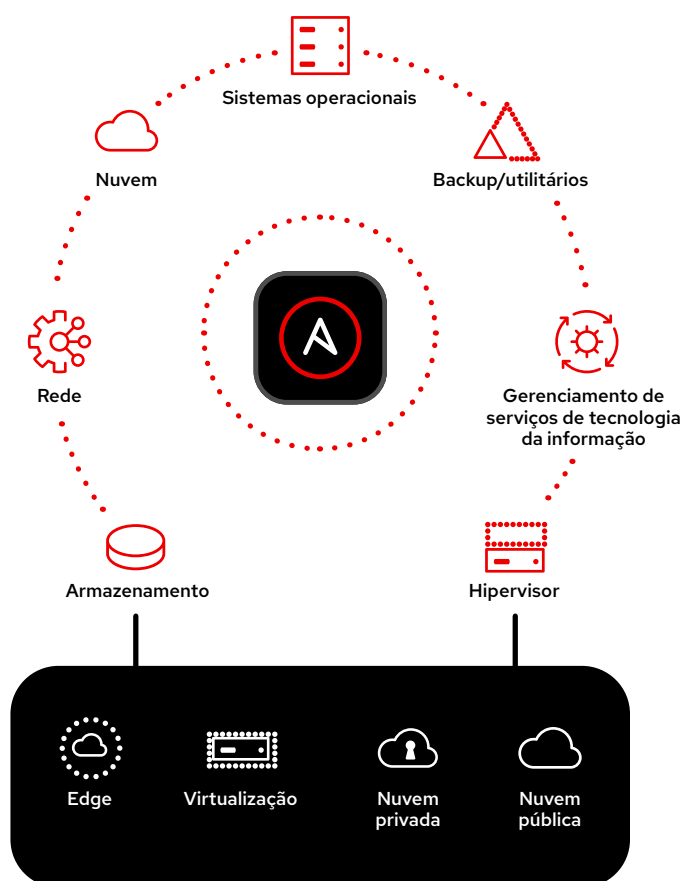 Sistemas operacionais
Nuvem
Backup/utilitários
Rede
Gerenciamento de
serviços de tecnologia
da informação
Armazenamento
Hipervisor
Edge
Virtualização
Nuvem
privada
Nuvem
pública